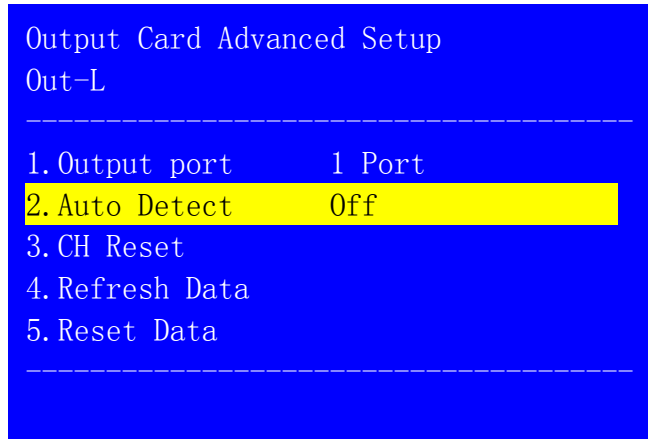 Output Card Advanced Setup
Out-L
--------------------------------------
1.Output port 1 Port
2.Auto Detect Off
3.CH Reset
4.Refresh Data
5.Reset Data
--------------------------------------